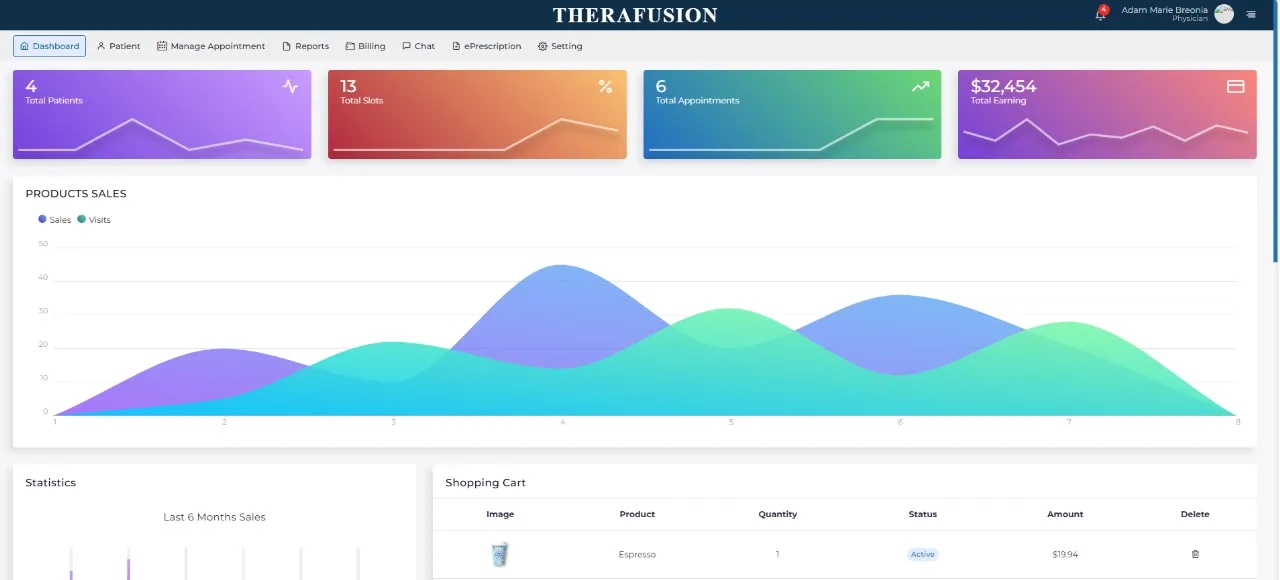 THERAFUSION
4
Adam Marie Breonia
Physician
Dashboard Patient Manage Appointment Reports Billing Chat ePrescription Setting
4
Total Patients
13
Total Slots
6
Total Appointments
$32,454
Total Earning
PRODUCTS SALES
Sales Visits
50
40
30
20
10
0
1 2 3 4 5 6 7 8
Statistics
Last 6 Months Sales
Shopping Cart
Image Product Quantity Status Amount Delete
Espresso 1 Active $19,94